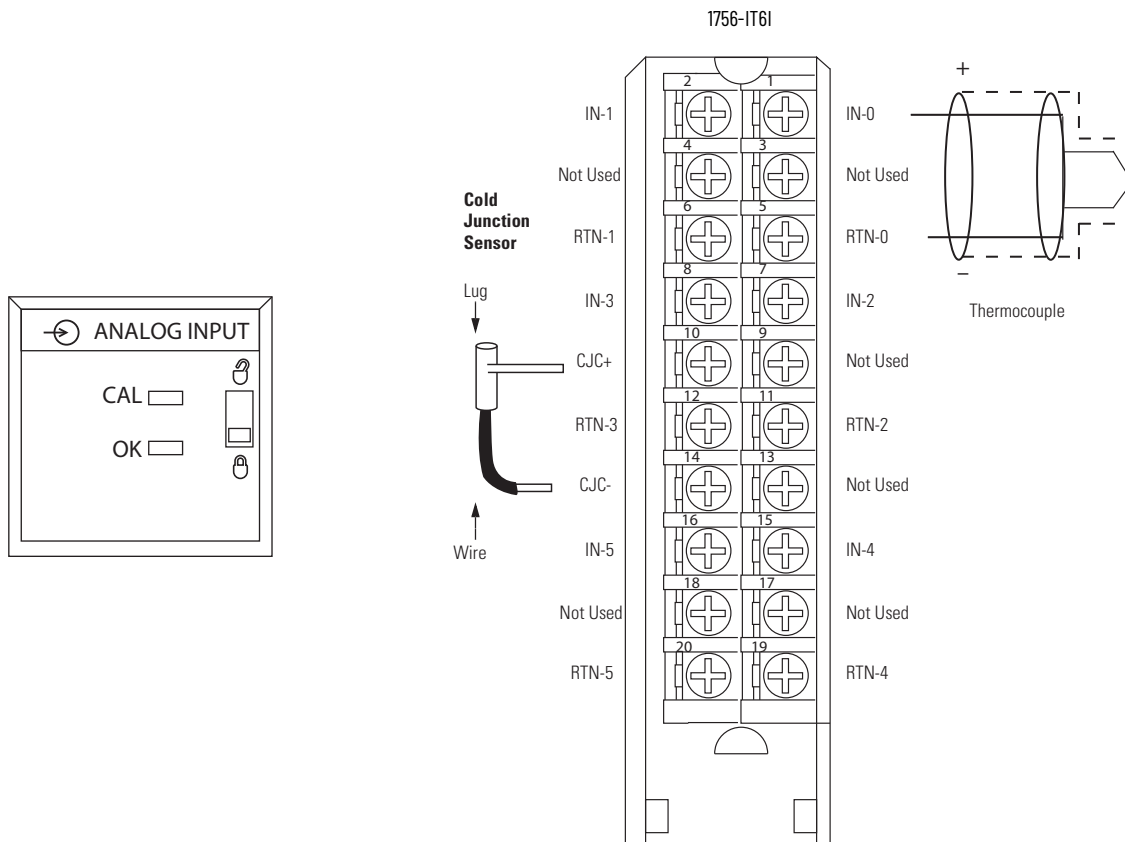 1756-IT6I
2 1
IN-1
IN-0
+
4 3
Not Used
Not Used
6 5
RTN-1
RTN-0
−
Thermocouple
8 7
IN-3
IN-2
10 9
CJC+
Not Used
12 11
RTN-3
RTN-2
14 13
CJC-
Not Used
16 15
IN-5
IN-4
18 17
Not Used
Not Used
20 19
RTN-5
RTN-4
Cold
Junction
Sensor
Lug
Wire
ANALOG INPUT
CAL
OK